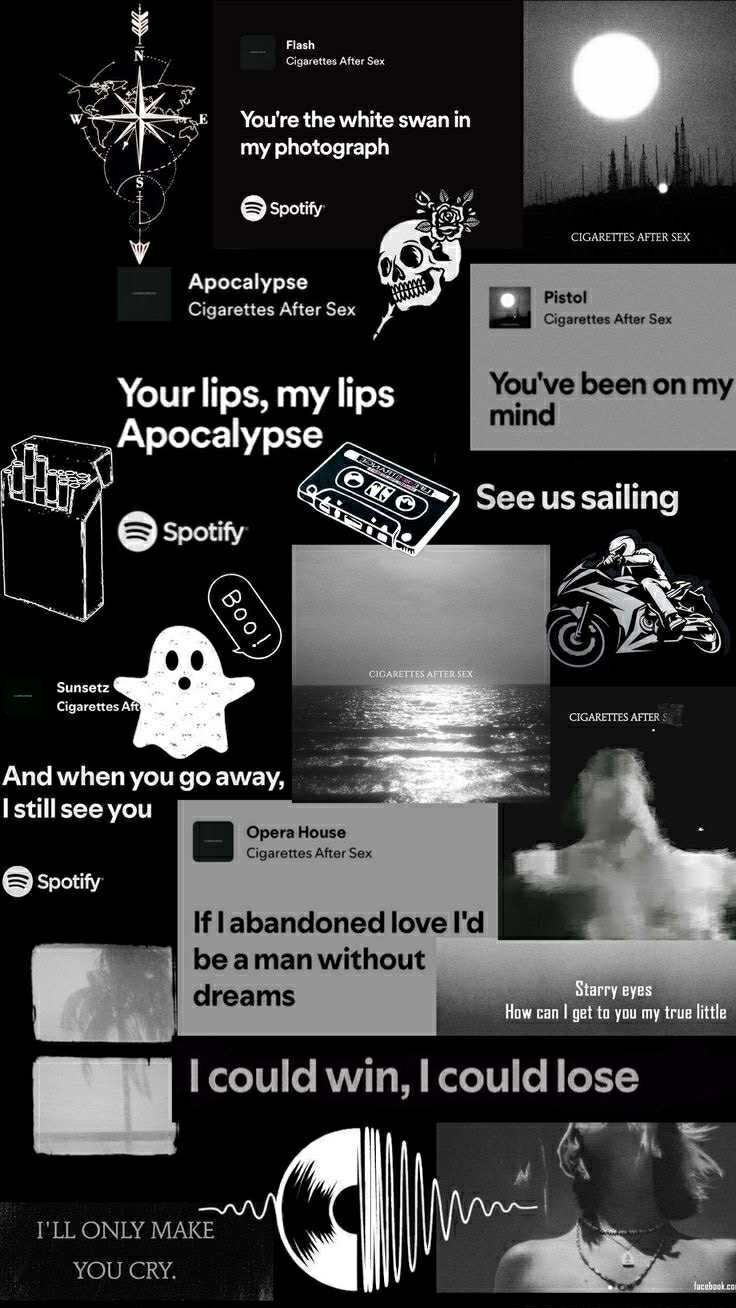 N
W
E
S
Flash
Cigarettes After Sex
You're the white swan in
my photograph
Spotify
CIGARETTES AFTER SEX
Apocalypse
Cigarettes After Sex
Your lips, my lips
Apocalypse
Spotify
Pistol
Cigarettes After Sex
You've been on my
mind
See us sailing
Boo!
CIGARETTES AFTER SEX
Sunsetz
Cigarettes Aft
And when you go away,
I still see you
Spotify
CIGARETTES AFTER S
Opera House
Cigarettes After Sex
If I abandoned love I'd
be a man without
dreams
Starry eyes
How can I get to you my true little
I could win, I could lose
I'LL ONLY MAKE
YOU CRY.
facebook.co